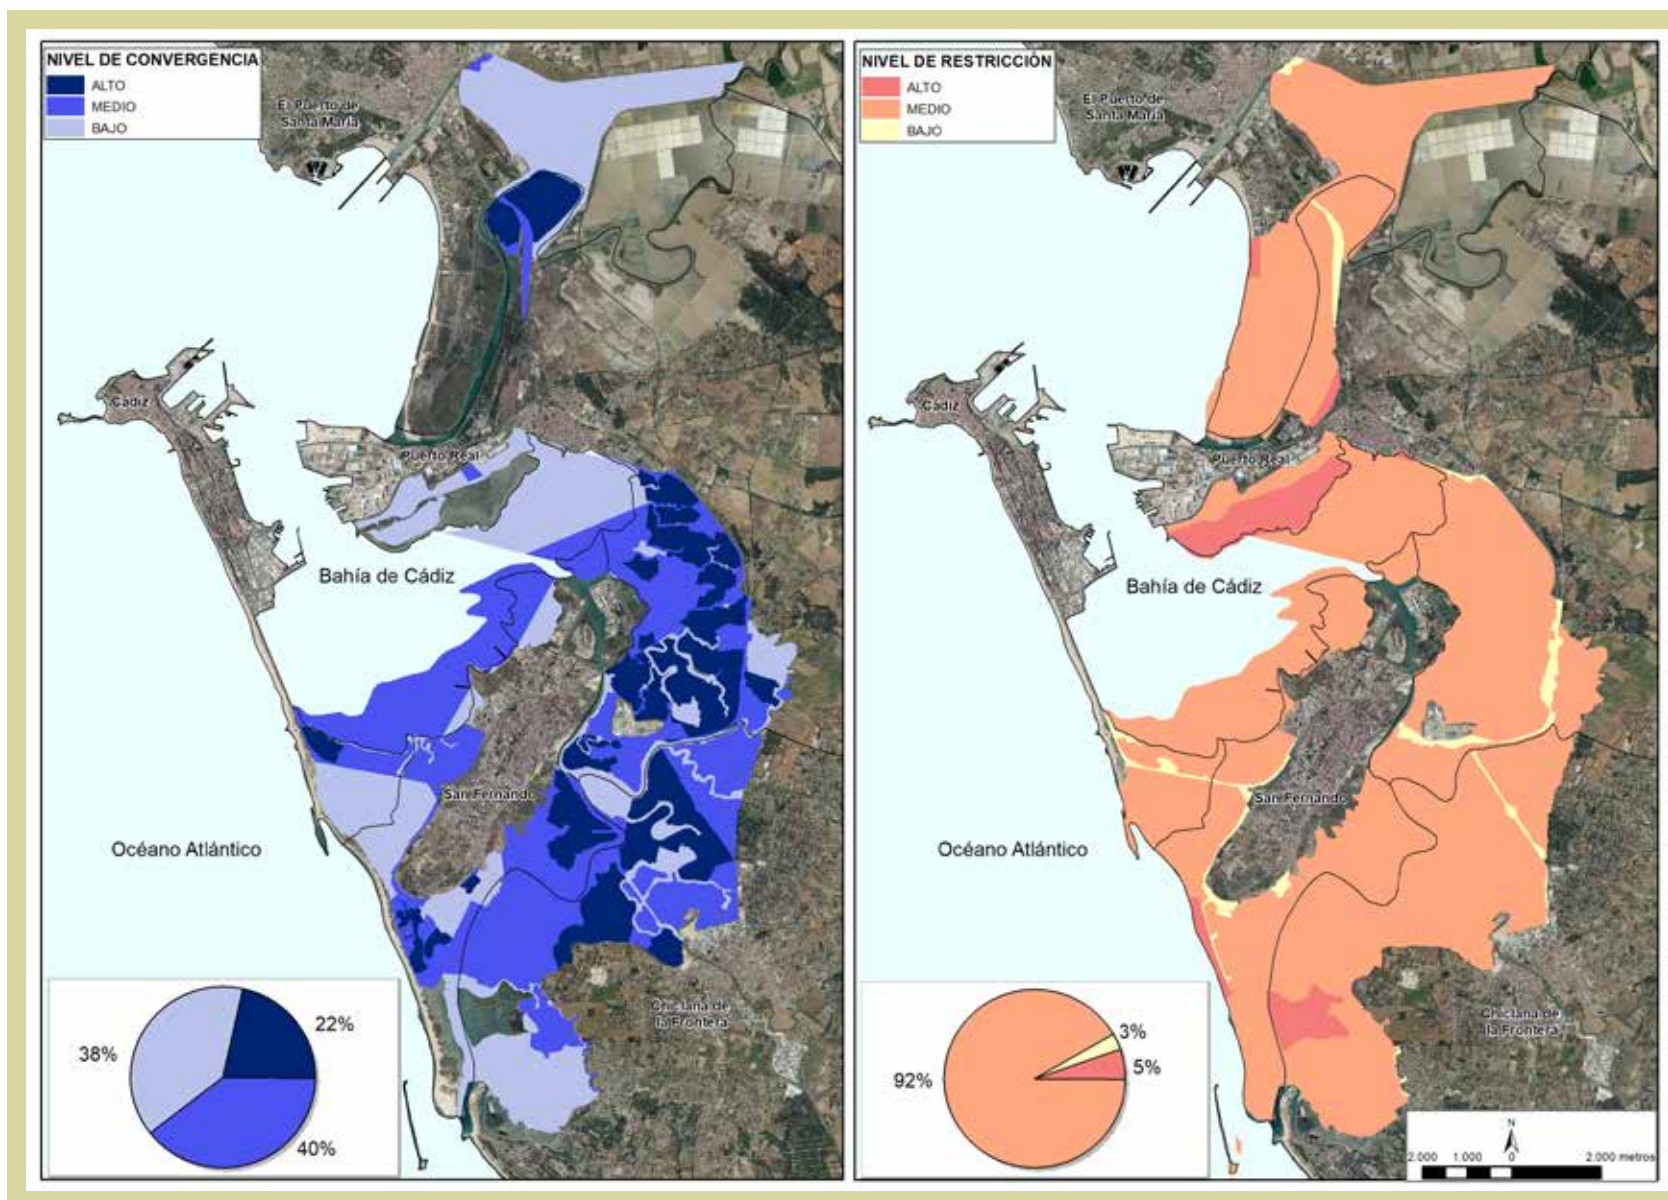 NIVEL DE CONVERGENCIA
ALTO
MEDIO
BAJO
El Puerto de
Santa María
Cádiz
Puerto Real
Bahía de Cádiz
San Fernando
Océano Atlántico
Chiclana de
la Frontera
38%
22%
40%
NIVEL DE RESTRICCIÓN
ALTO
MEDIO
BAJO
El Puerto de
Santa María
Cádiz
Puerto Real
Bahía de Cádiz
San Fernando
Océano Atlántico
Chiclana de
la Frontera
92%
3%
5%
N
2.000 1.000 0 2.000 metros